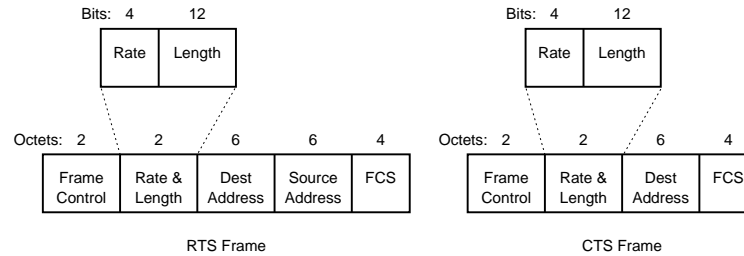 Bits: 4 12
Rate Length
Octets: 2 2 6 6 4
Frame Control Rate & Length Dest Address Source Address FCS
RTS Frame
Bits: 4 12
Rate Length
Octets: 2 2 6 4
Frame Control Rate & Length Dest Address FCS
CTS Frame